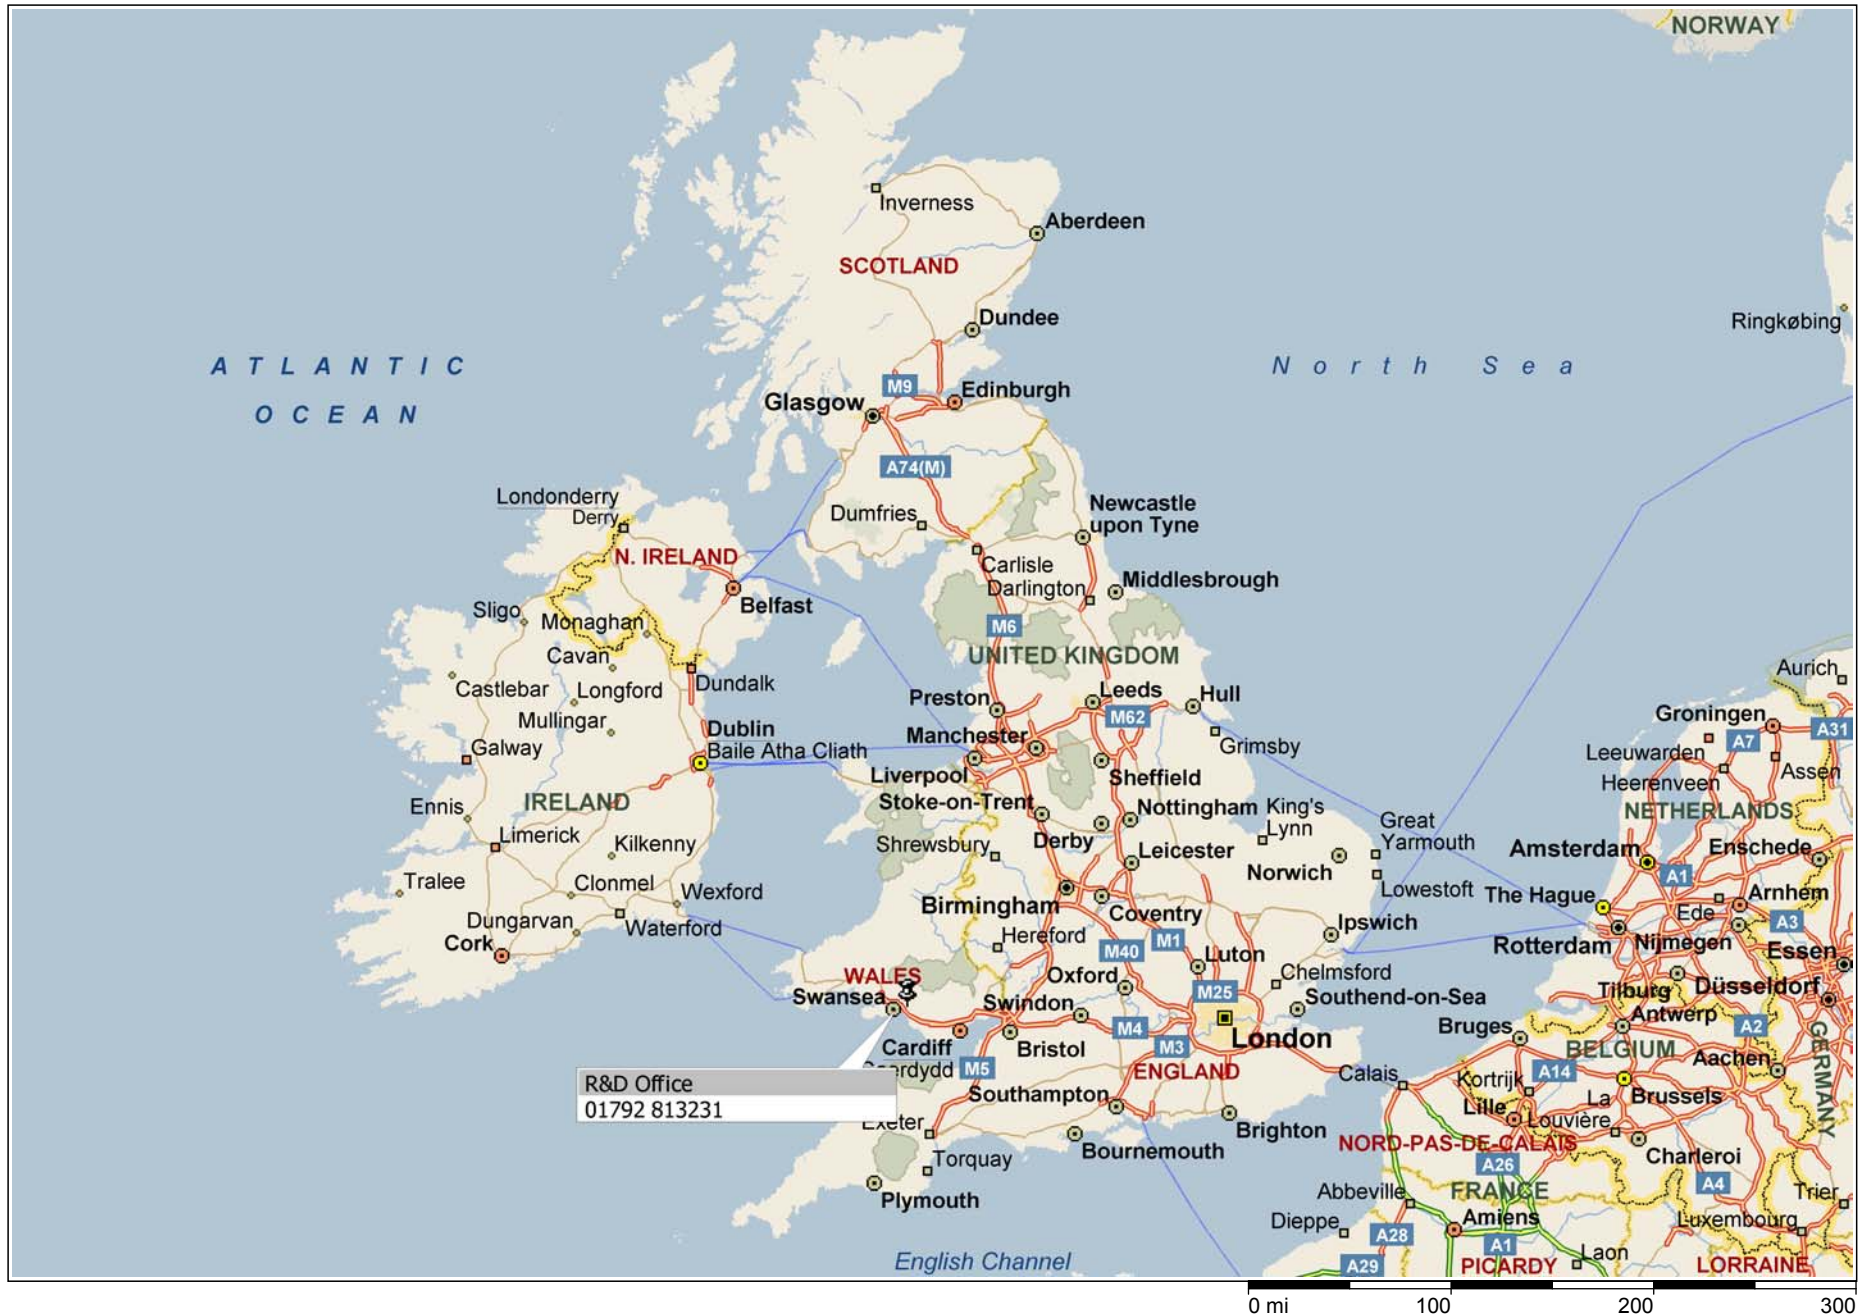 NORWAY
Inverness
Aberdeen
SCOTLAND
Dundee
Ringkøbing
ATLANTIC
OCEAN
North Sea
M9
Edinburgh
Glasgow
A74(M)
Londonderry
Derry
Dumfries
Newcastle
upon Tyne
N. IRELAND
Carlisle
Darlington
Middlesbrough
Belfast
Sligo
Monaghan
M6
UNITED KINGDOM
Cavan
Castlebar
Longford
Dundalk
Aurich
Preston
Leeds
Hull
M62
Mullingar
Dublin
Baile Atha Cliath
Manchester
Grimsby
Groningen
A31
A7
Leeuwarden
Galway
Liverpool
Sheffield
Heerenveen
Assen
Ennis
IRELAND
Stoke-on-Trent
Nottingham
King's
Lynn
NETHERLANDS
Limerick
Kilkenny
Shrewsbury
Derby
Leicester
Great
Yarmouth
Norwich
Amsterdam
Enschede
Tralee
Clonmel
Wexford
Lowestoft
A1
The Hague
Arnhem
Ede
Birmingham
Coventry
Ipswich
A3
Dungarvan
Waterford
Cork
Hereford
M40
M1
Luton
Rotterdam
Nijmegen
Essen
WALES
Oxford
Chelmsford
M25
Swansea
Swindon
Southend-on-Sea
Tilburg
Düsseldorf
Antwerp
Bruges
M4
London
A2
Cardiff
Bristol
M3
BELGIUM
Aachen
GERMANY
M5
ENGLAND
Calais
Kortrijk
A14
R&D Office
01792 813231
Southampton
Lille
La
Louvière
Brussels
Exeter
Bournemouth
Brighton
NORD-PAS-DE-CALAIS
Charleroi
Torquay
A26
A4
Plymouth
Abbeville
FRANCE
Trier
Dieppe
Amiens
Luxembourg
A28
A1
Laon
English Channel
A29
PICARDY
LORRAINE
0 mi 100 200 300